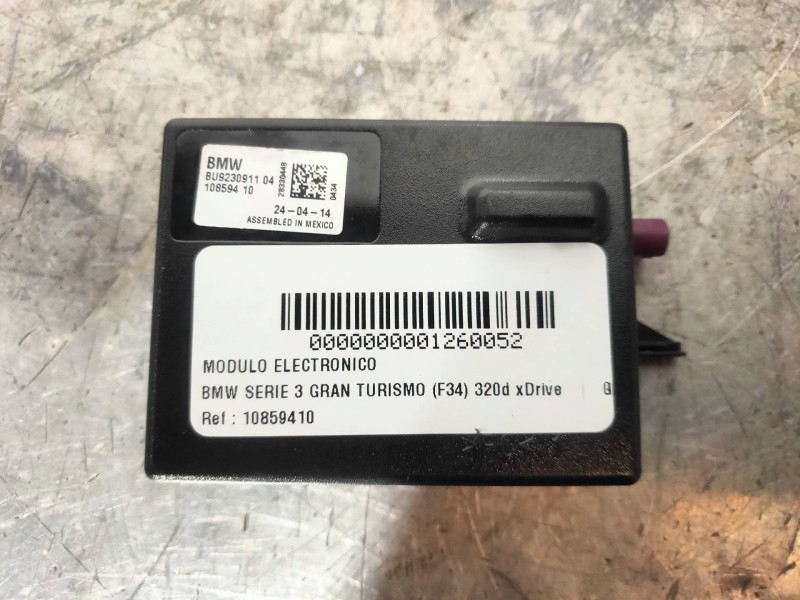 BMW
BU9230911 04
108594 10
28330448
0434
24-04-14
ASSEMBLED IN MEXICO
0000000001260052
MODULO ELECTRONICO
BMW SERIE 3 GRAN TURISMO (F34) 320d xDrive
Ref : 10859410